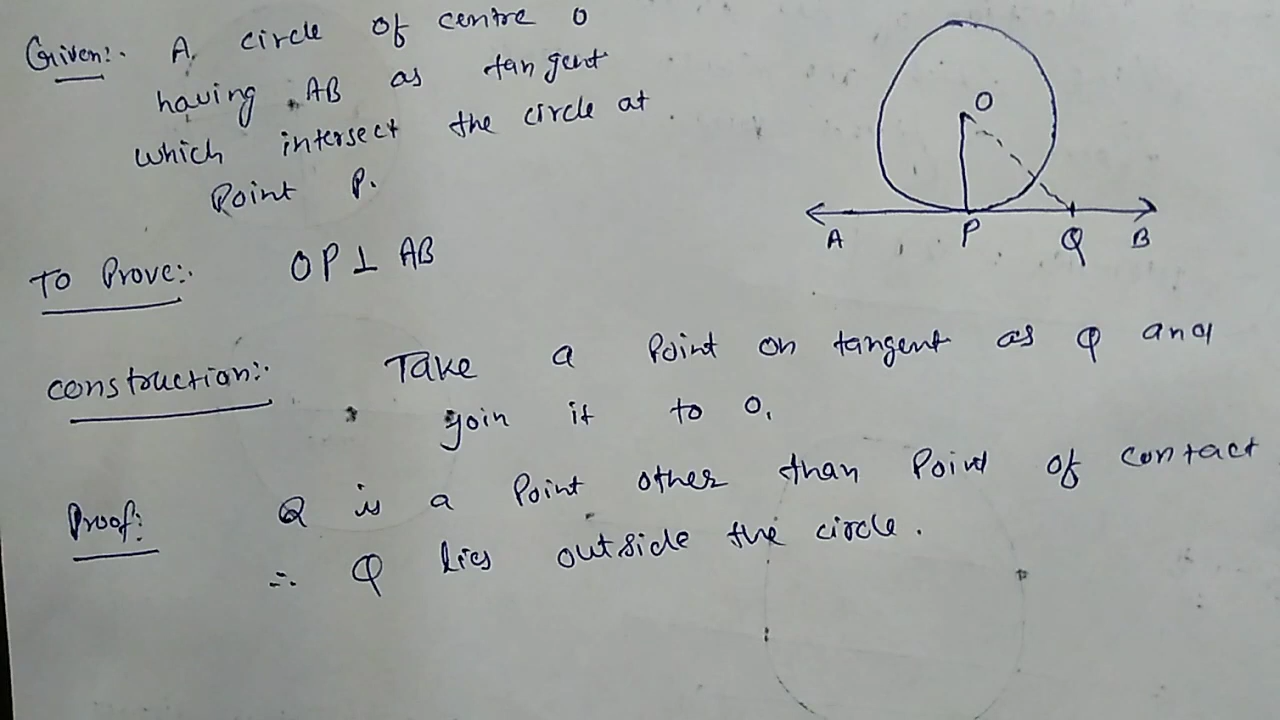 Given:. A circle of centre O
having AB as tangent
which intersect the circle at
Point P.
O
A P Q B
To Prove:. OP⊥ AB
construction:. Take a Point on tangent as Q and
join it to O.
Proof: Q is a Point other than Point of contact
∴ Q lies outside the circle.